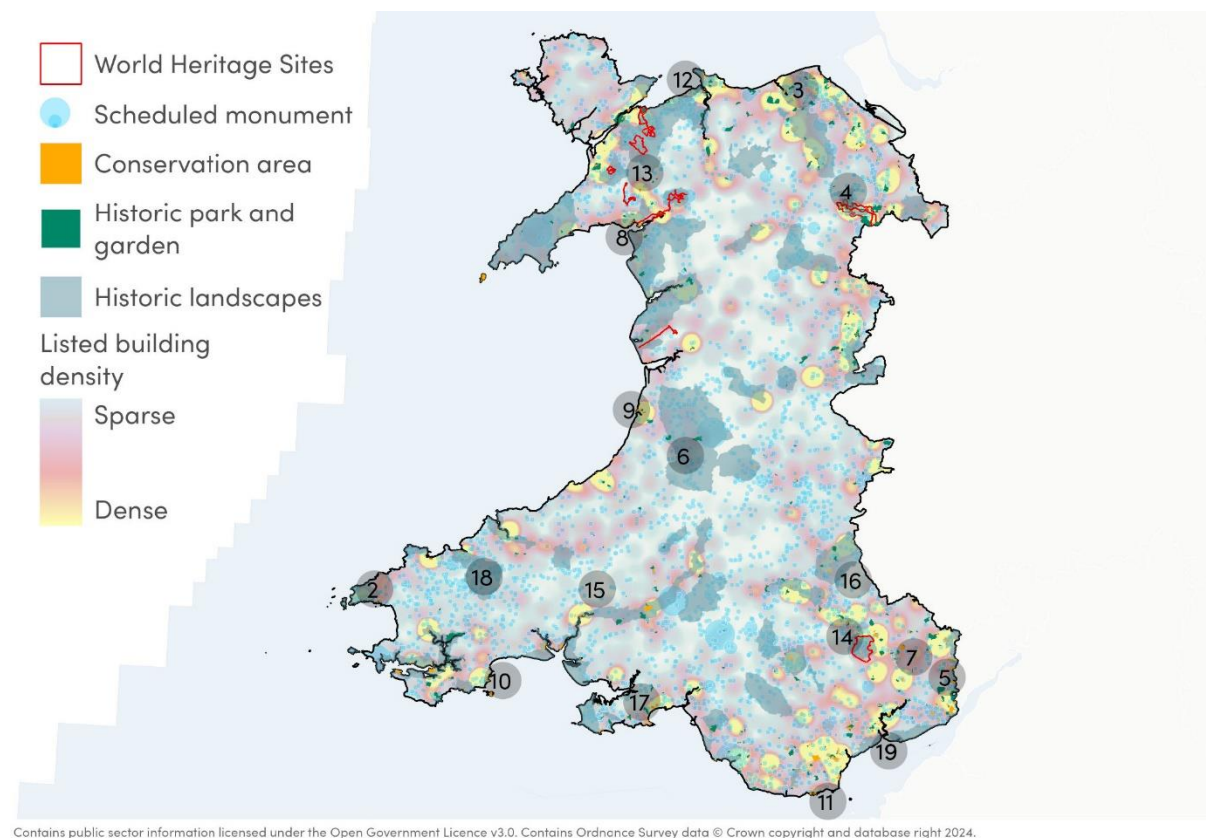 World Heritage Sites
Scheduled monument
Conservation area
Historic park and
garden
Historic landscapes
Listed building
density
Sparse
Dense
12
3
13
4
8
9
6
2
18
15
16
14
7
5
10
17
19
11
Contains public sector information licensed under the Open Government Licence v3.0. Contains Ordnance Survey data © Crown copyright and database right 2024.